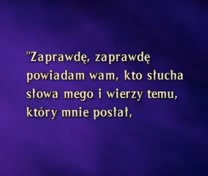 "Zaprawdę, zaprawdę
powiadam wam, kto słucha
słowa mego i wierzy temu,
który mnie posłał,